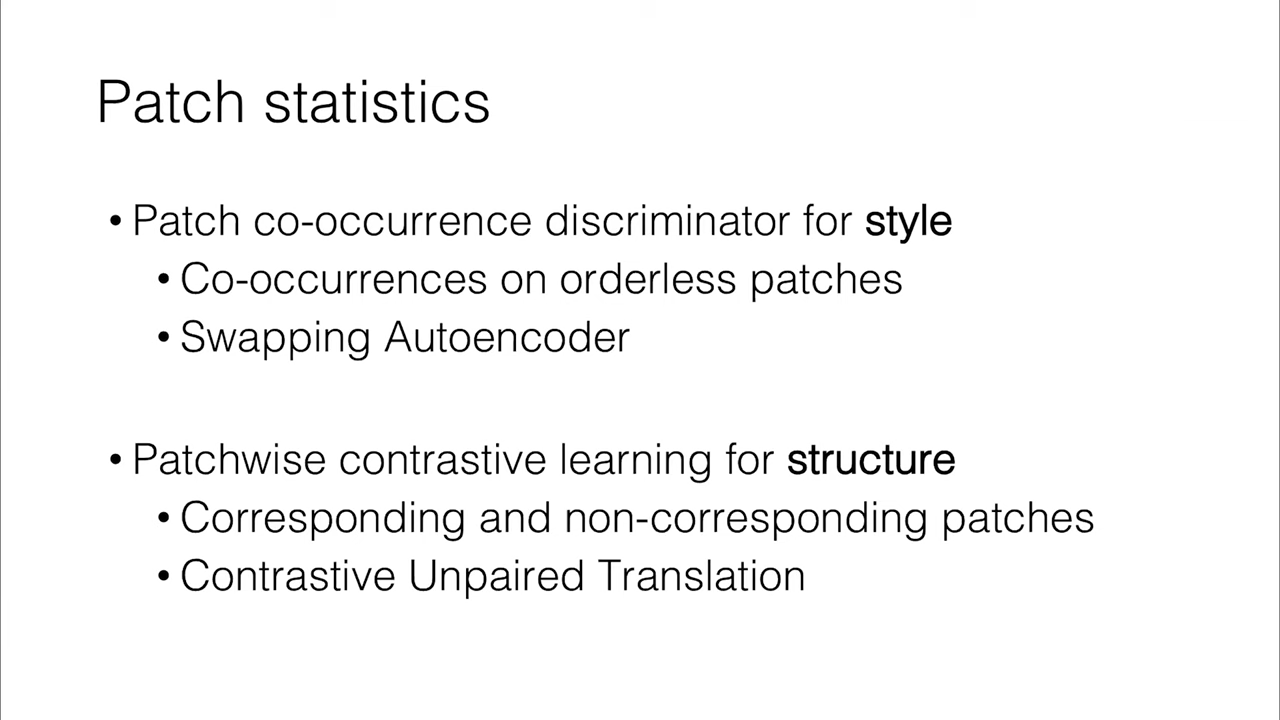 Patch statistics
• Patch co-occurrence discriminator for style
• Co-occurrences on orderless patches
• Swapping Autoencoder
• Patchwise contrastive learning for structure
• Corresponding and non-corresponding patches
• Contrastive Unpaired Translation